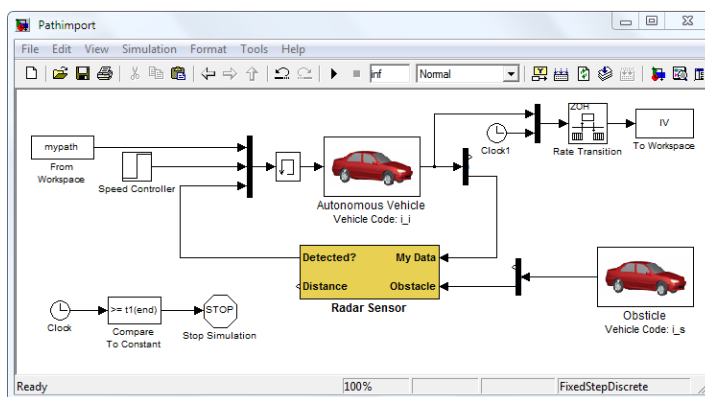 Pathimport
File Edit View Simulation Format Tools Help
inf Normal
mypath
From
Workspace
Speed Controller
Autonomous Vehicle
Vehicle Code: i_i
Clock1
ZOH
Rate Transition
IV
To Workspace
Detected? My Data
Distance Obstacle
Radar Sensor
Obsticle
Vehicle Code: i_s
Clock
>= t1(end)
Compare
To Constant
STOP
Stop Simulation
Ready 100% FixedStepDiscrete